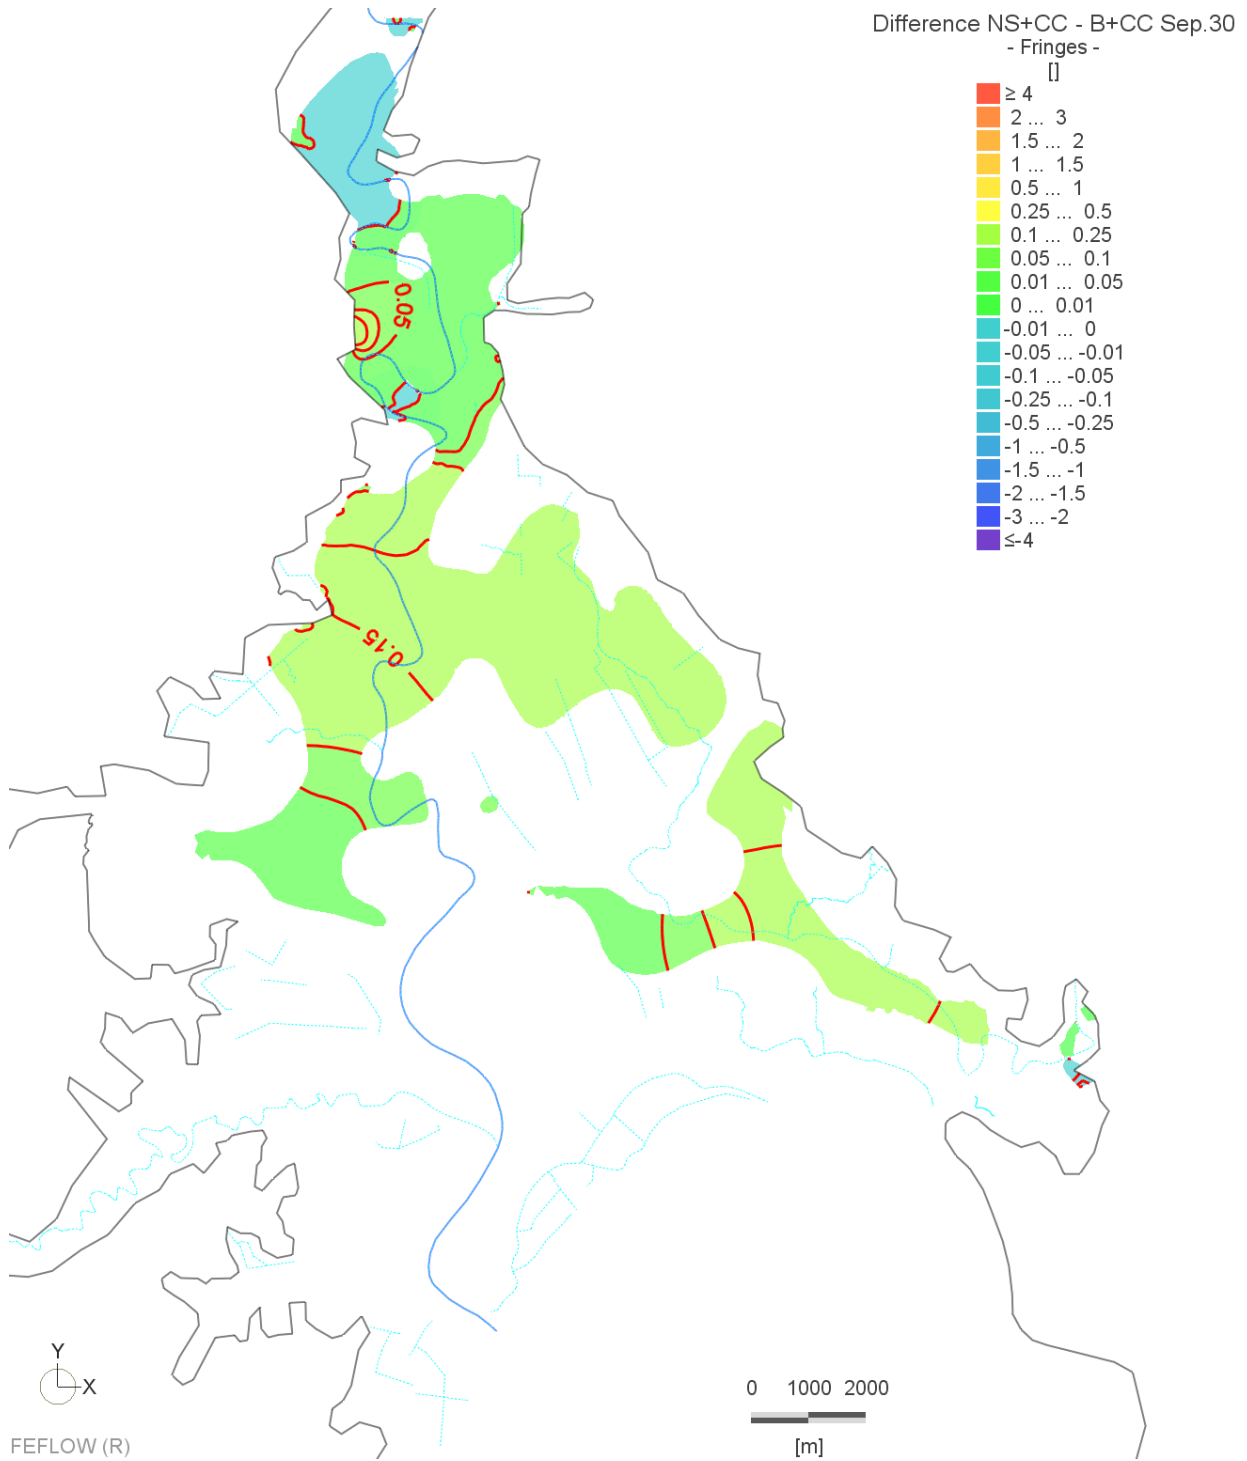 Difference NS+CC - B+CC Sep.30
- Fringes -
[]
≥ 4
2 ... 3
1.5 ... 2
1 ... 1.5
0.5 ... 1
0.25 ... 0.5
0.1 ... 0.25
0.05 ... 0.1
0.01 ... 0.05
0 ... 0.01
-0.01 ... 0
-0.05 ... -0.01
-0.1 ... -0.05
-0.25 ... -0.1
-0.5 ... -0.25
-1 ... -0.5
-1.5 ... -1
-2 ... -1.5
-3 ... -2
≤-4
0.05
0.15
Y
X
0 1000 2000
[m]
FEFLOW (R)